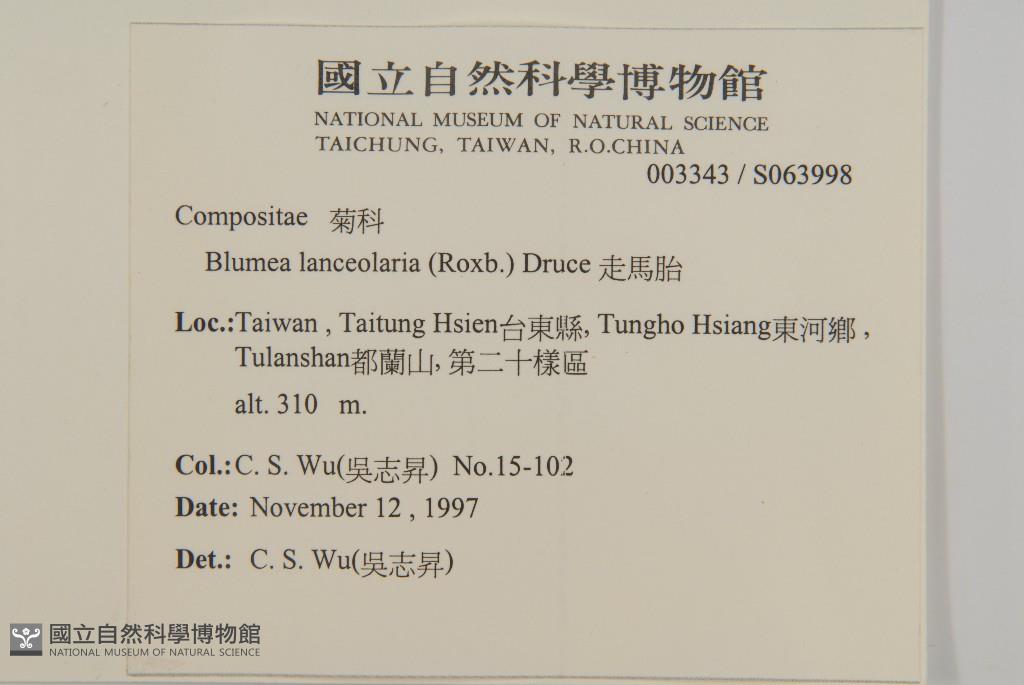 國立自然科學博物館
NATIONAL MUSEUM OF NATURAL SCIENCE
TAICHUNG, TAIWAN, R.O.CHINA
003343 / S063998
Compositae 菊科
Blumea lanceolaria (Roxb.) Druce 走馬胎
Loc.:Taiwan , Taitung Hsien台東縣, Tungho Hsiang東河鄉 ,
Tulanshan都蘭山, 第二十樣區
alt. 310 m.
Col.:C. S. Wu(吳志昇) No.15-102
Date: November 12 , 1997
Det.: C. S. Wu(吳志昇)
國立自然科學博物館
NATIONAL MUSEUM OF NATURAL SCIENCE